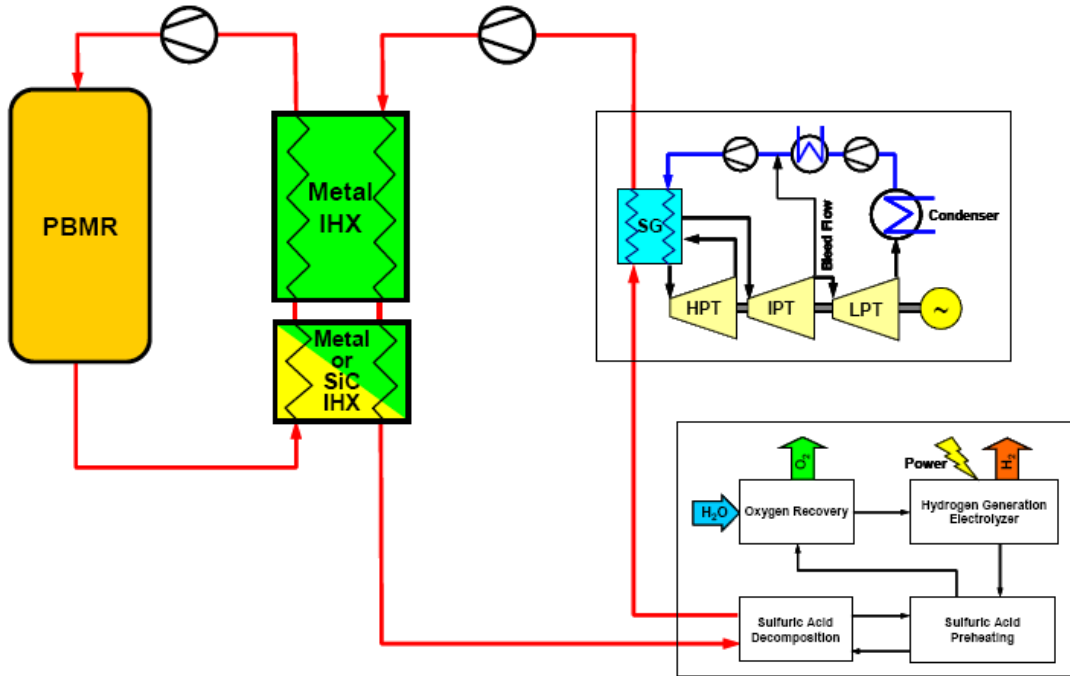 PBMR
Metal
IHX
Metal
or
SiC
IHX
SG
Bleed Flow
Condenser
HPT
IPT
LPT
~
O2
Power
H2
H2O
Oxygen Recovery
Hydrogen Generation
Electrolyzer
Sulfuric Acid
Decomposition
Sulfuric Acid
Preheating